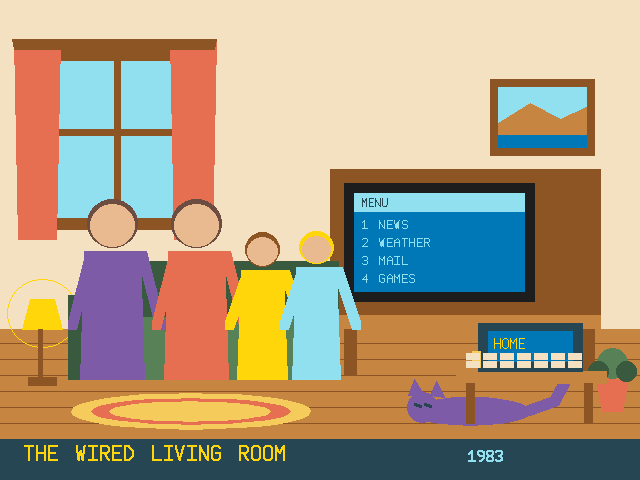 MENU
1 NEWS
2 WEATHER
3 MAIL
4 GAMES
HOME
THE WIRED LIVING ROOM
1983